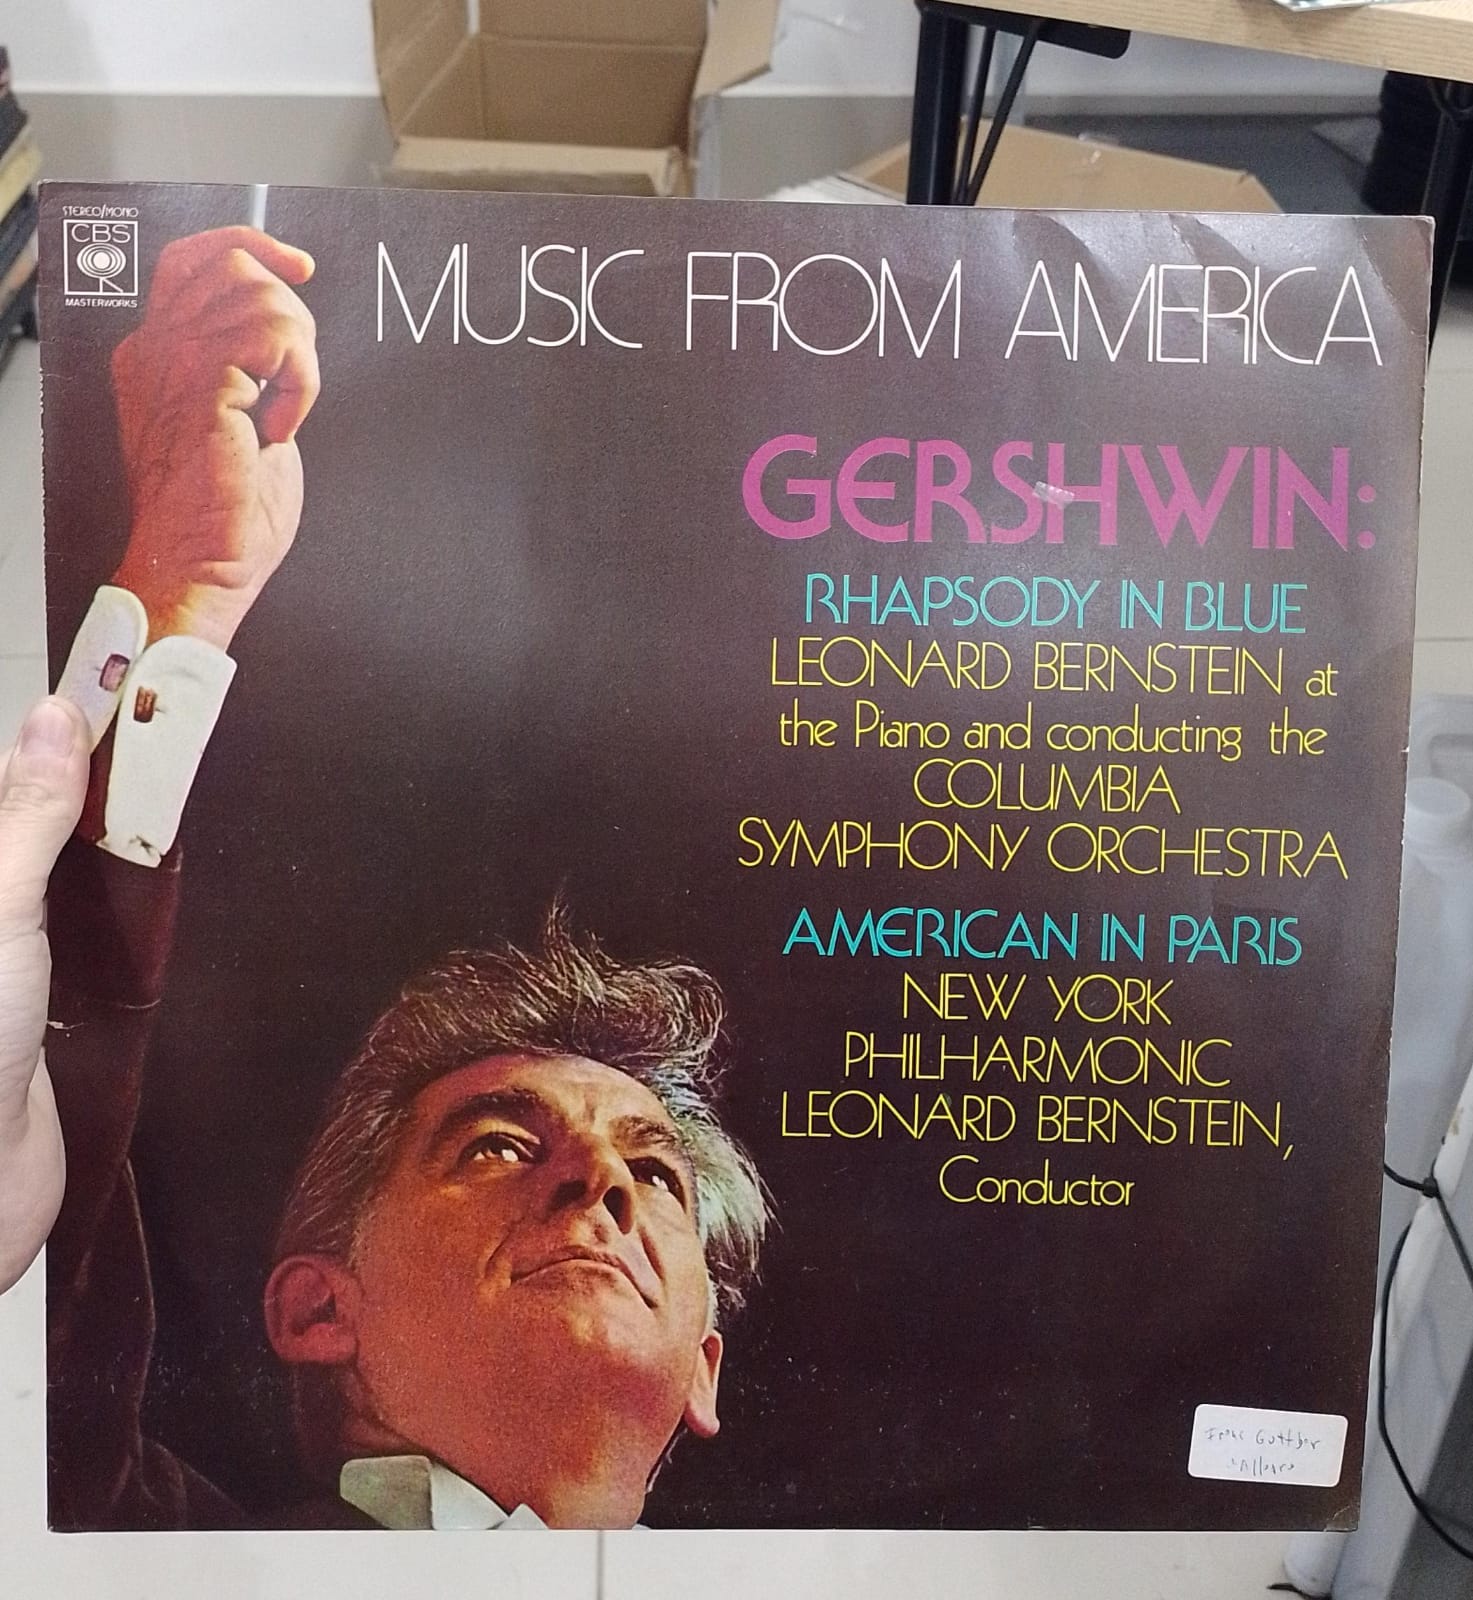 STEREO/MONO
CBS
MASTERWORKS
MUSIC FROM AMERICA
GERSHWIN:
RHAPSODY IN BLUE
LEONARD BERNSTEIN at
the Piano and conducting the
COLUMBIA
SYMPHONY ORCHESTRA
AMERICAN IN PARIS
NEW YORK
PHILHARMONIC
LEONARD BERNSTEIN,
Conductor